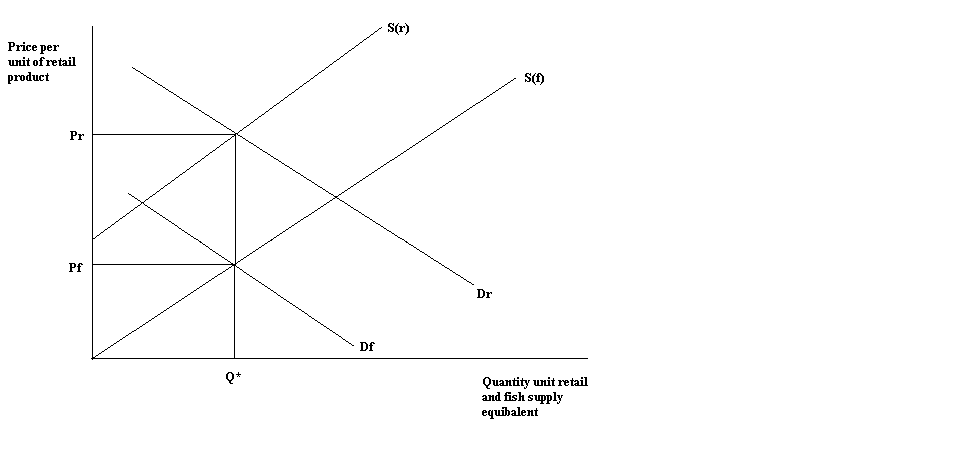 S(r)
Price per
unit of retail
product
S(f)
Pr
Pf
Dr
Df
Q*
Quantity unit retail
and fish supply
equibalent